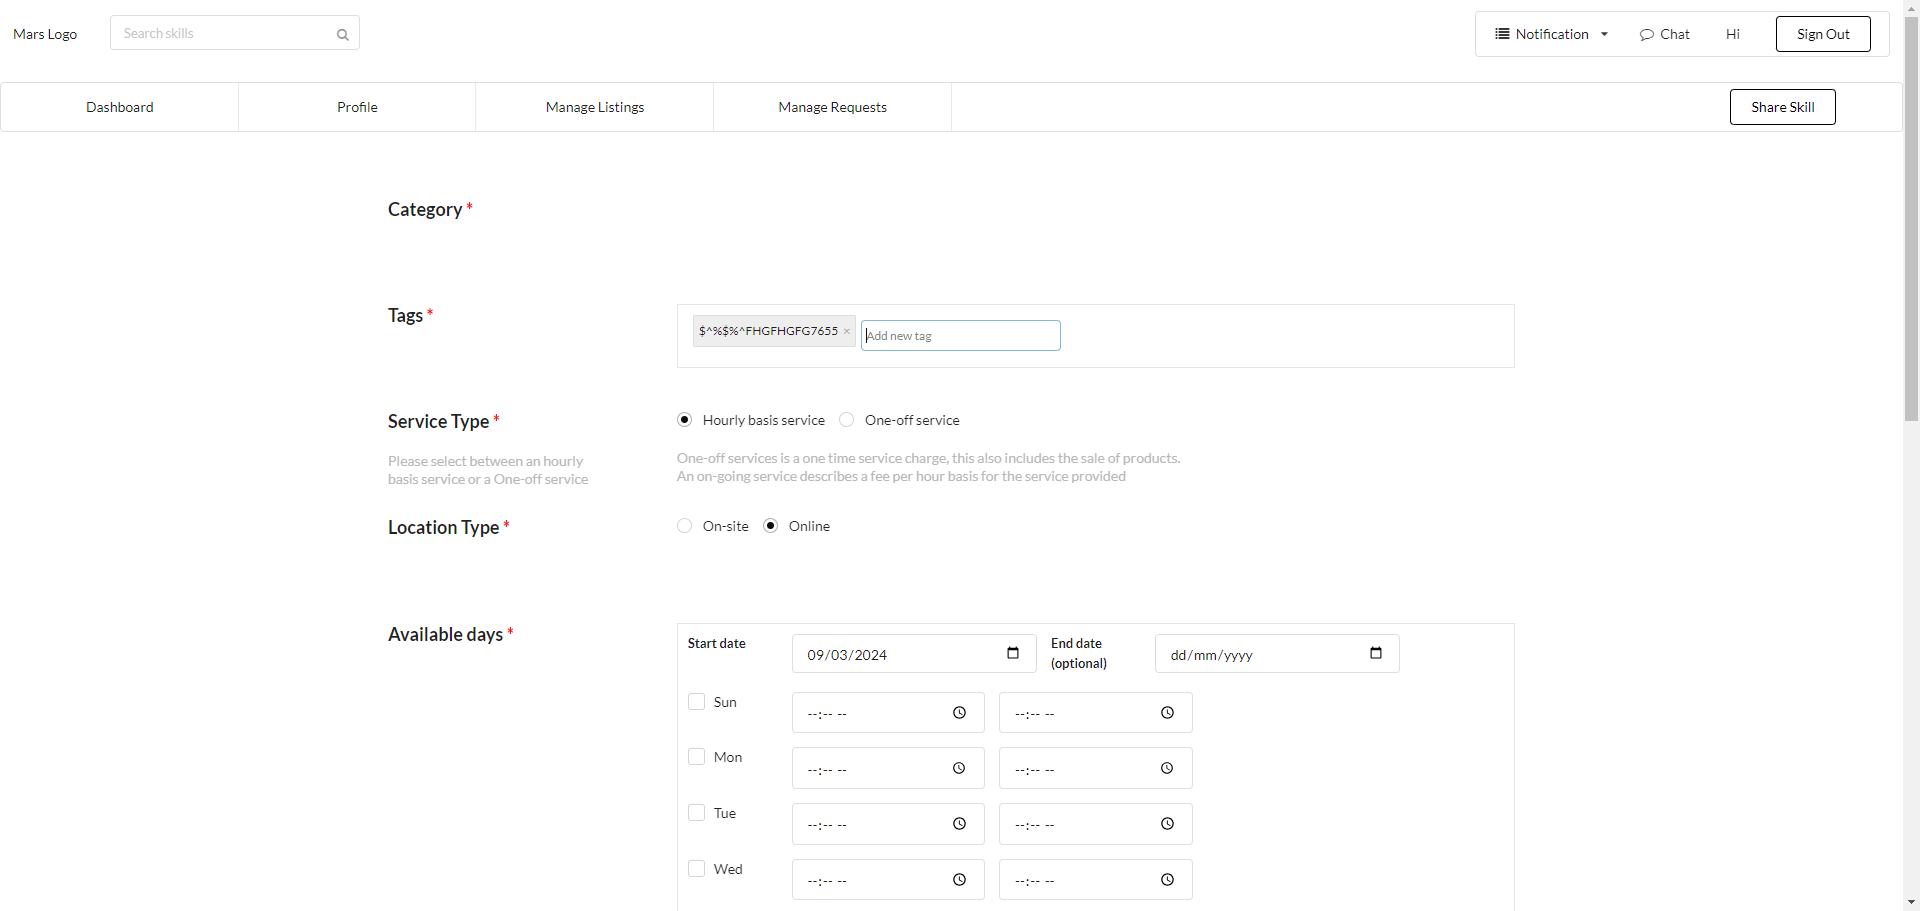 Mars Logo
Search skills
Notification
Chat
Hi
Sign Out
Dashboard
Profile
Manage Listings
Manage Requests
Share Skill
Category *
Tags *
$^%$%^FHGFHGFG7655 ×
Add new tag
Service Type *
Hourly basis service
One-off service
Please select between an hourly
basis service or a One-off service
One-off services is a one time service charge, this also includes the sale of products.
An on-going service describes a fee per hour basis for the service provided
Location Type *
On-site
Online
Available days *
Start date
09/03/2024
End date
(optional)
dd/mm/yyyy
Sun
--:-- --
--:-- --
Mon
--:-- --
--:-- --
Tue
--:-- --
--:-- --
Wed
--:-- --
--:-- --